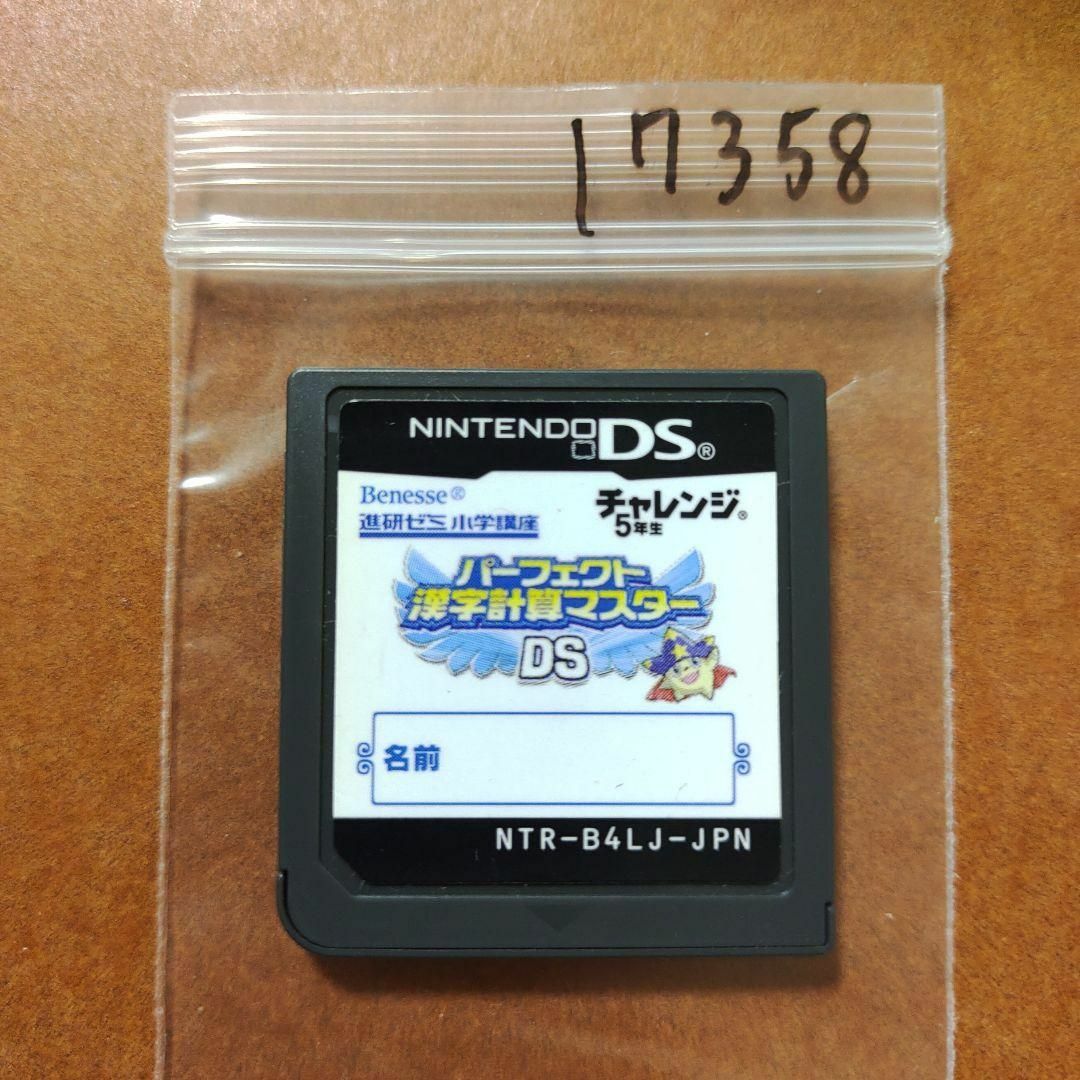 17358
NINTENDO DS®
Benesse®
進研ゼミ 小学講座
チャレンジ®
5年生
パーフェクト
漢字計算マスター
DS
名前
NTR-B4LJ-JPN